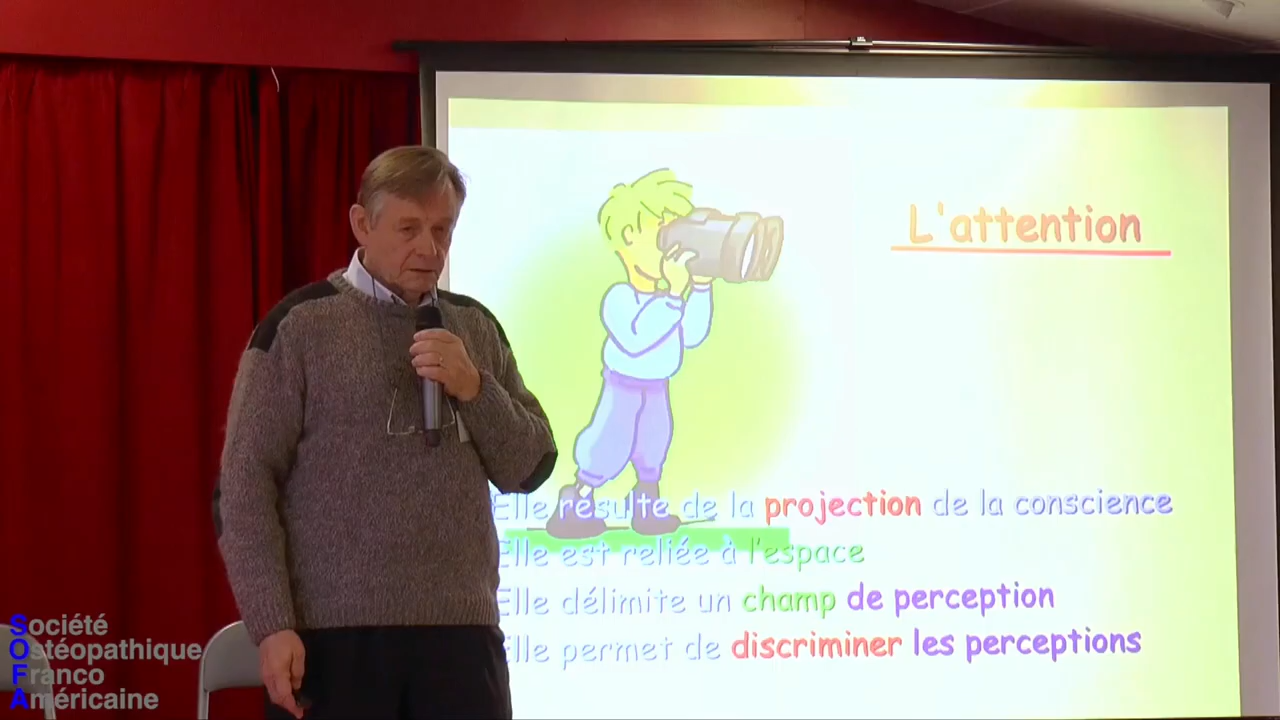 L'attention
Elle résulte de la projection de la conscience
Elle est reliée à l'espace
Elle délimite un champ de perception
Elle permet de discriminer les perceptions
Société
Ostéopathique
Franco
Américaine